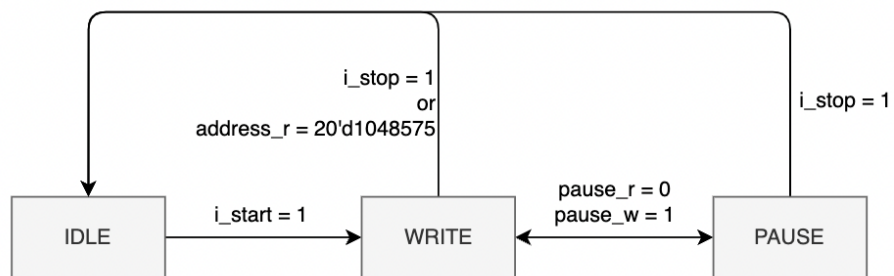 i_stop = 1
or
address_r = 20'd1048575
i_stop = 1
IDLE
i_start = 1
WRITE
pause_r = 0
pause_w = 1
PAUSE